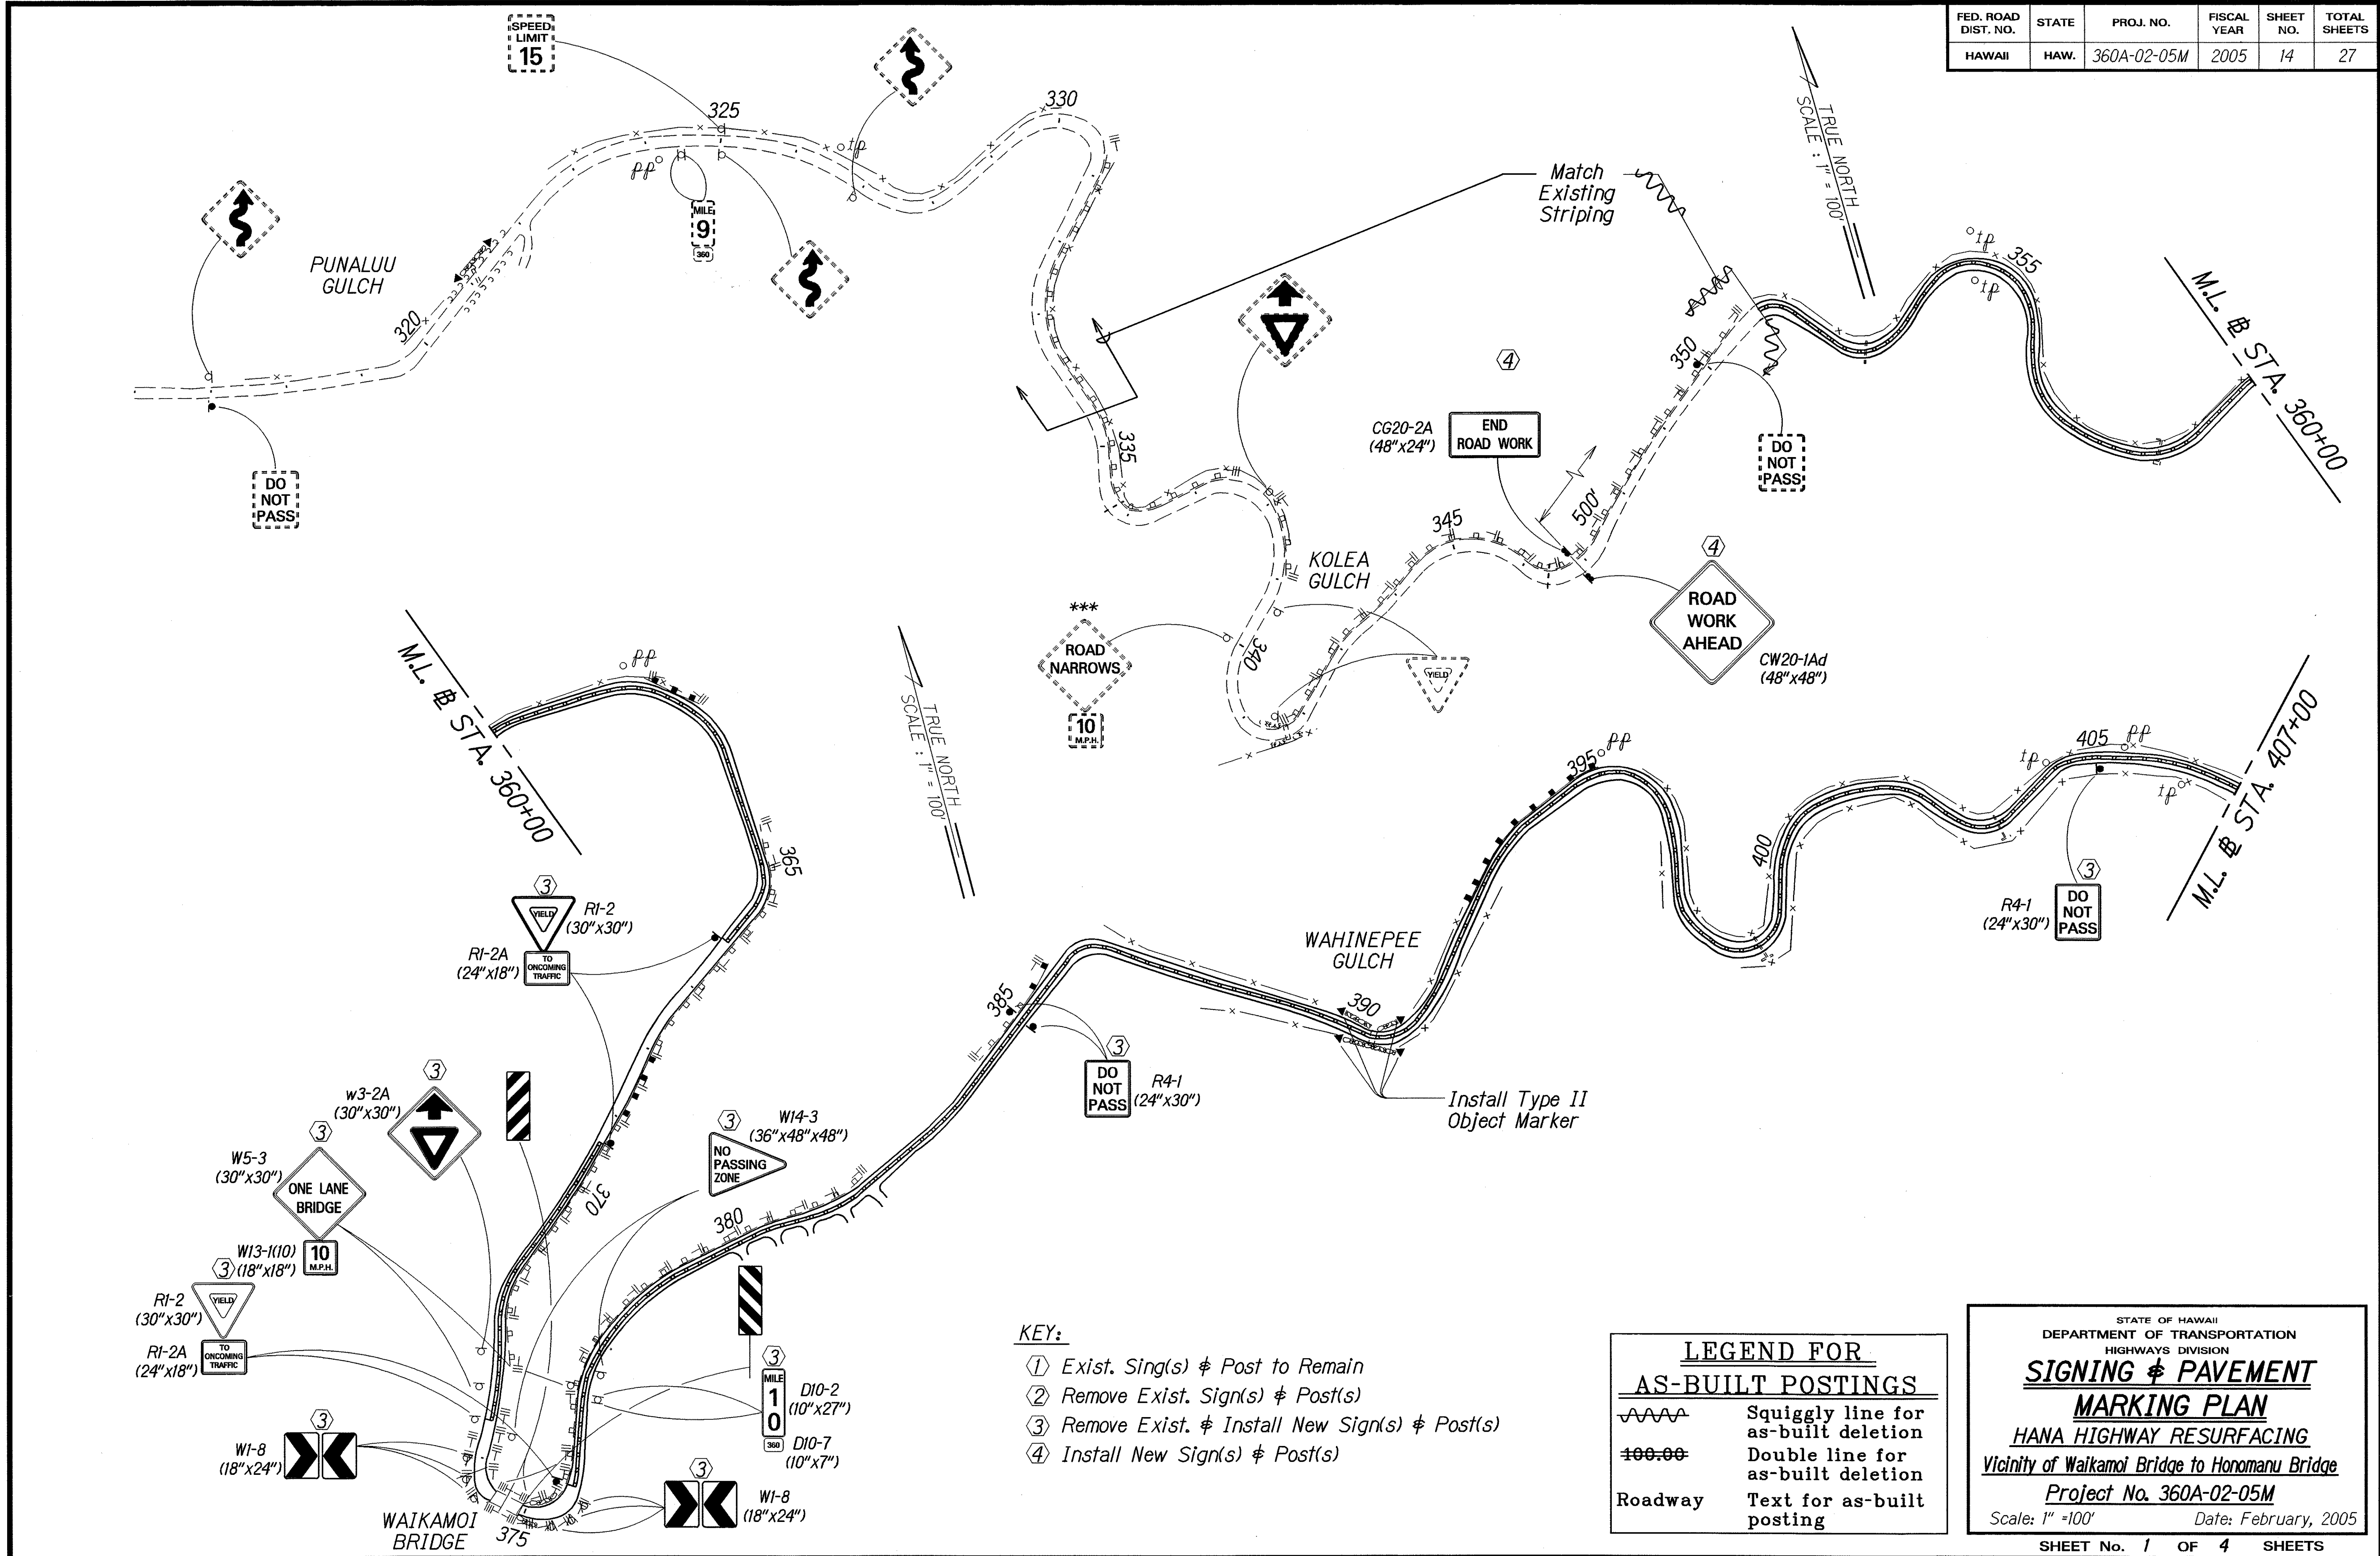 FED. ROAD DIST. NO.
STATE
PROJ. NO.
FISCAL YEAR
SHEET NO.
TOTAL SHEETS
HAWAII
HAW.
360A-02-05M
2005
14
27
SPEED
LIMIT
15
325
330
tp
pp
MILE
9
360
PUNALUU
GULCH
320
DO
NOT
PASS
Match
Existing
Striping
TRUE NORTH
SCALE : 1" = 100'
tp
355
tp
M.L. BL STA. 360+00
350
4
335
CG20-2A
(48"x24")
END
ROAD WORK
DO
NOT
PASS
500'
345
KOLEA
GULCH
4
ROAD
WORK
AHEAD
CW20-1Ad
(48"x48")
***
ROAD
NARROWS
10
M.P.H.
340
YIELD
M.L. BL STA. 360+00
pp
TRUE NORTH
SCALE : 1" = 100'
365
3
YIELD
R1-2
(30"x30")
R1-2A
(24"x18")
TO
ONCOMING
TRAFFIC
395
pp
400
tp
405
pp
tp
M.L. BL STA. 407+00
3
R4-1
(24"x30")
DO
NOT
PASS
WAHINEPEE
GULCH
385
390
3
DO
NOT
PASS
R4-1
(24"x30")
Install Type II
Object Marker
3
w3-2A
(30"x30")
3
W5-3
(30"x30")
ONE LANE
BRIDGE
W13-1(10)
(18"x18")
10
M.P.H.
3
W14-3
(36"x48"x48")
NO
PASSING
ZONE
370
380
3
R1-2
(30"x30")
YIELD
R1-2A
(24"x18")
TO
ONCOMING
TRAFFIC
3
MILE
1
0
D10-2
(10"x27")
360
D10-7
(10"x7")
3
W1-8
(18"x24")
3
W1-8
(18"x24")
WAIKAMOI
BRIDGE
375
KEY:
1 Exist. Sing(s) & Post to Remain
2 Remove Exist. Sign(s) & Post(s)
3 Remove Exist. & Install New Sign(s) & Post(s)
4 Install New Sign(s) & Post(s)
LEGEND FOR
AS-BUILT POSTINGS
Squiggly line for
as-built deletion
100.00 Double line for
as-built deletion
Roadway Text for as-built
posting
STATE OF HAWAII
DEPARTMENT OF TRANSPORTATION
HIGHWAYS DIVISION
SIGNING & PAVEMENT
MARKING PLAN
HANA HIGHWAY RESURFACING
Vicinity of Waikamoi Bridge to Honomanu Bridge
Project No. 360A-02-05M
Scale: 1" =100' Date: February, 2005
SHEET No. 1 OF 4 SHEETS